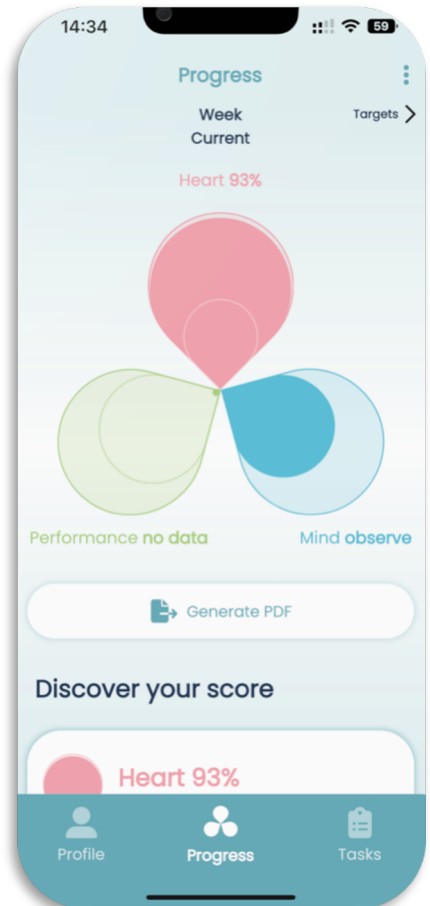 14:34
59
Progress
Week
Targets
Current
Heart 93%
Performance no data
Mind observe
Generate PDF
Discover your score
Heart 93%
Profile
Progress
Tasks